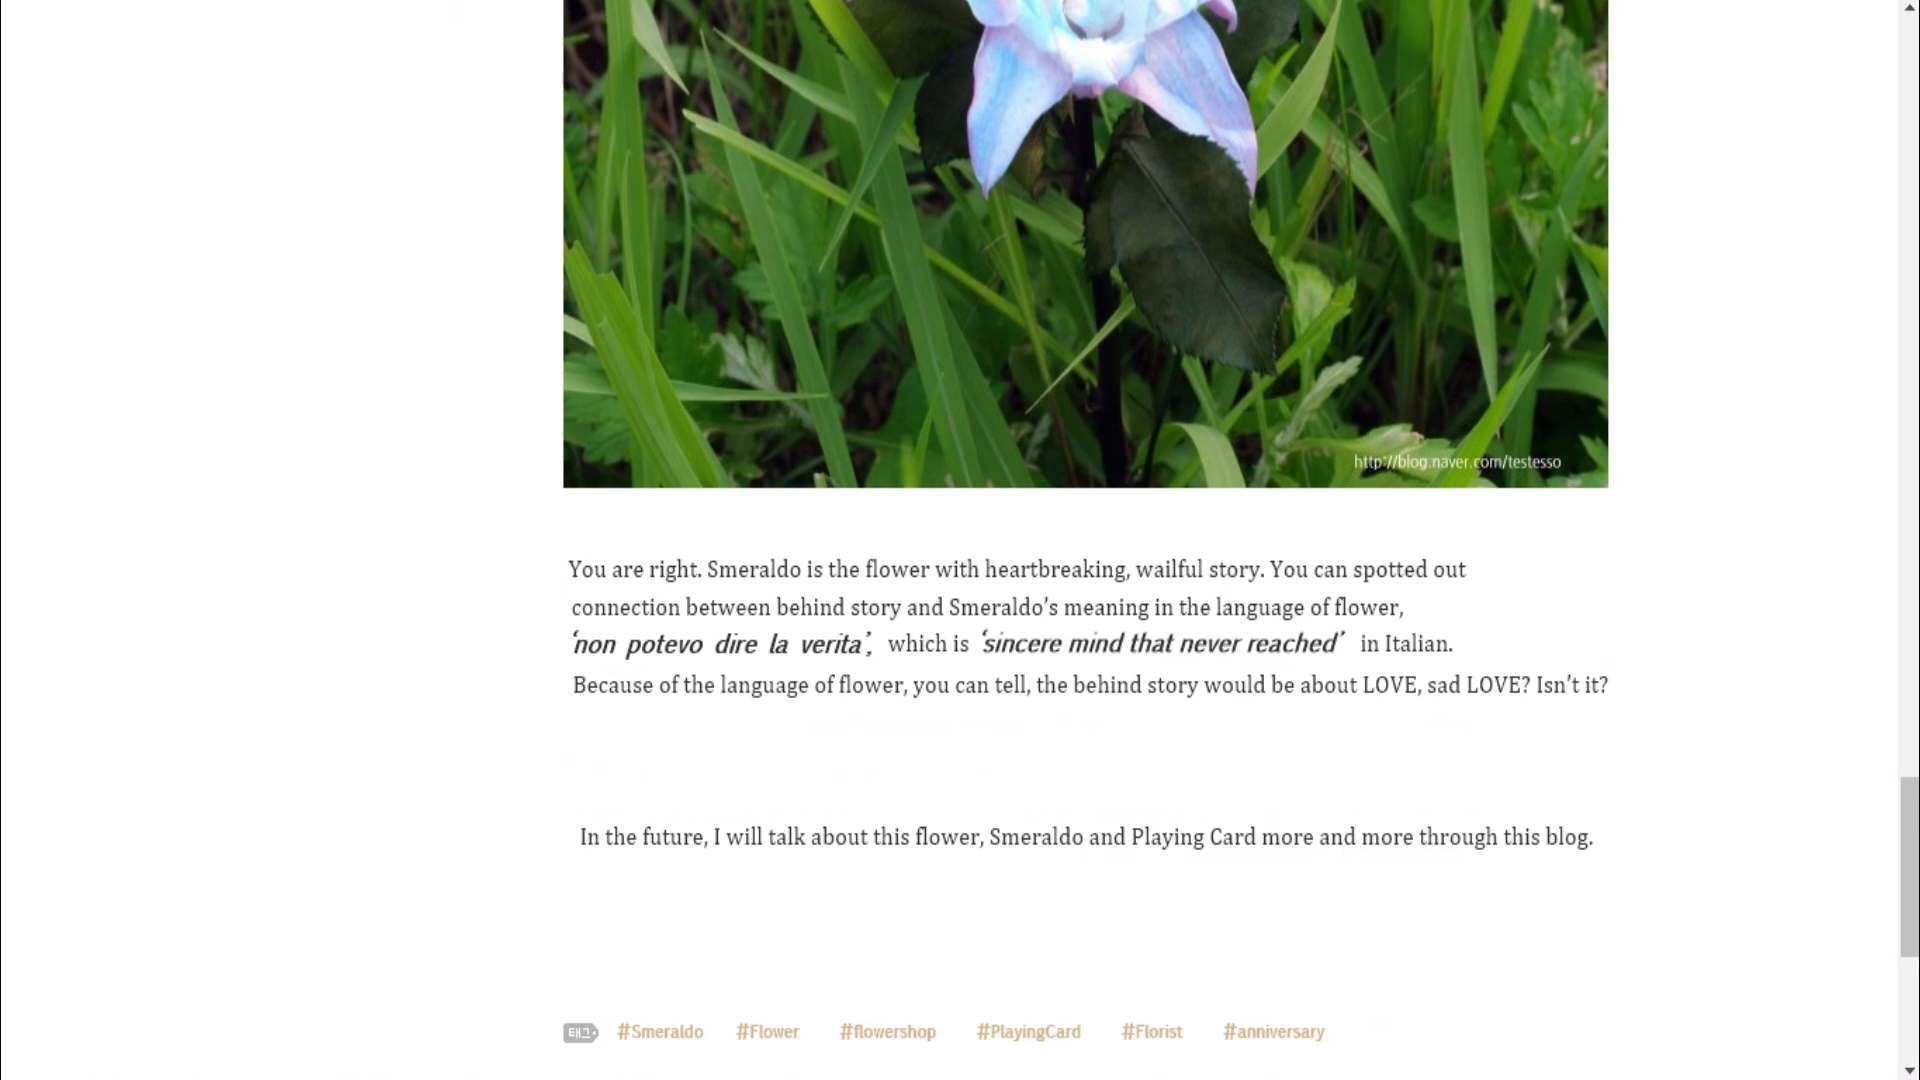 http://blog.naver.com/testesso
You are right. Smeraldo is the flower with heartbreaking, wailful story. You can spotted out
connection between behind story and Smeraldo’s meaning in the language of flower,
‘non potevo dire la verita’, which is ‘sincere mind that never reached’ in Italian.
Because of the language of flower, you can tell, the behind story would be about LOVE, sad LOVE? Isn’t it?
In the future, I will talk about this flower, Smeraldo and Playing Card more and more through this blog.
태그 #Smeraldo #Flower #flowershop #PlayingCard #Florist #anniversary